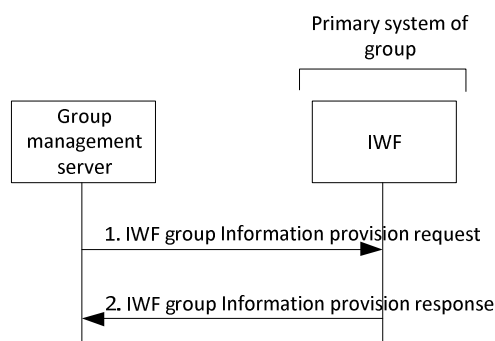 Primary system of
group
Group
management
server
IWF
1. IWF group Information provision request
2. IWF group Information provision response